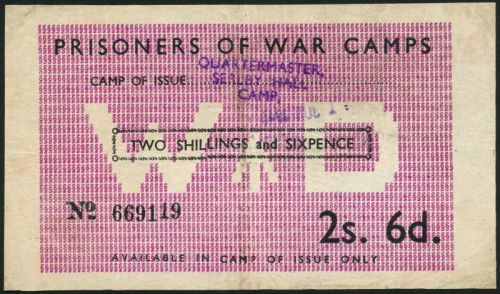 PRISONERS OF WAR CAMPS
CAMP OF ISSUE
QUARTERMASTER,
SELBY HALL
CAMP,
W D
TWO SHILLINGS and SIXPENCE
No 669119
2s. 6d.
AVAILABLE IN CAMP OF ISSUE ONLY